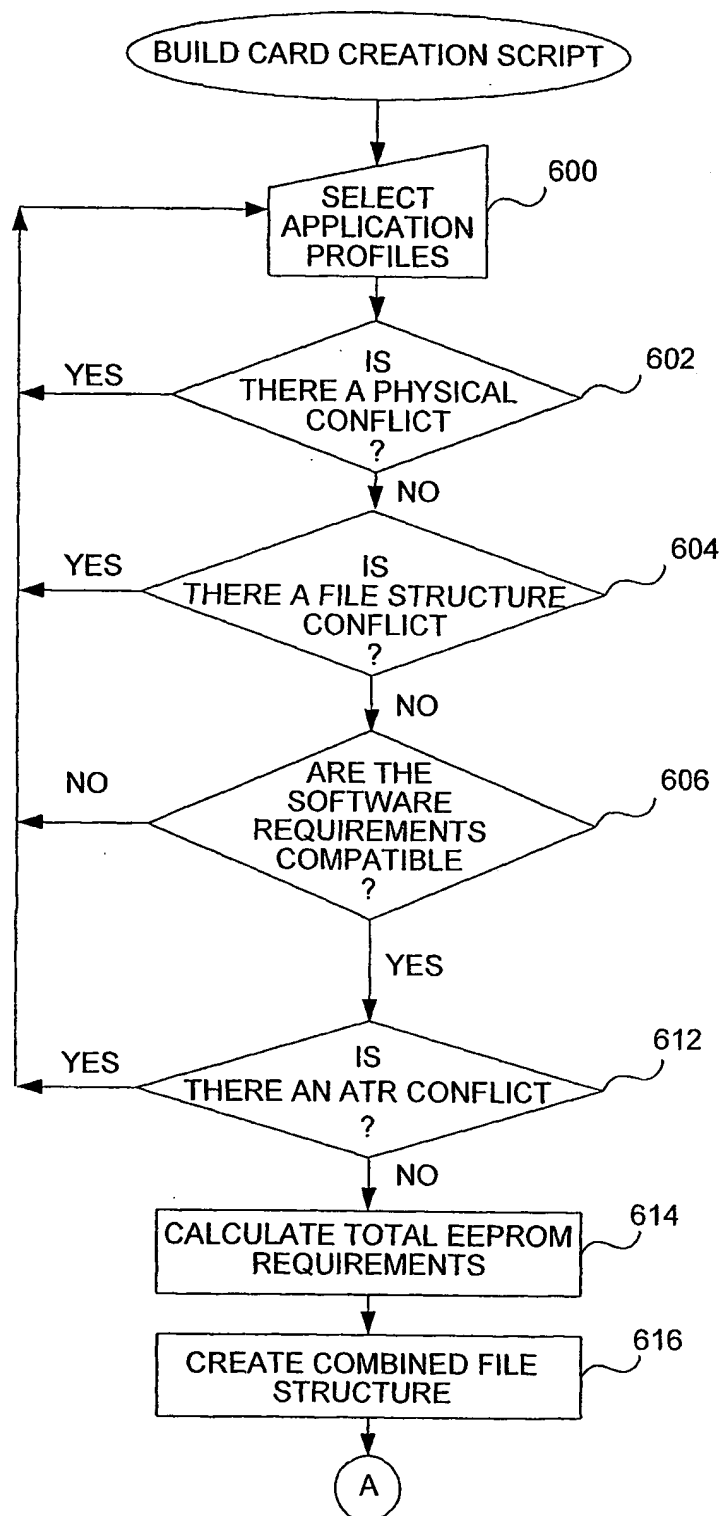 BUILD CARD CREATION SCRIPT
600
SELECT
APPLICATION
PROFILES
602
IS
THERE A PHYSICAL
CONFLICT
?
YES
NO
604
IS
THERE A FILE STRUCTURE
CONFLICT
?
YES
NO
606
ARE THE
SOFTWARE
REQUIREMENTS
COMPATIBLE
?
NO
YES
612
IS
THERE AN ATR CONFLICT
?
YES
NO
614
CALCULATE TOTAL EEPROM
REQUIREMENTS
616
CREATE COMBINED FILE
STRUCTURE
A